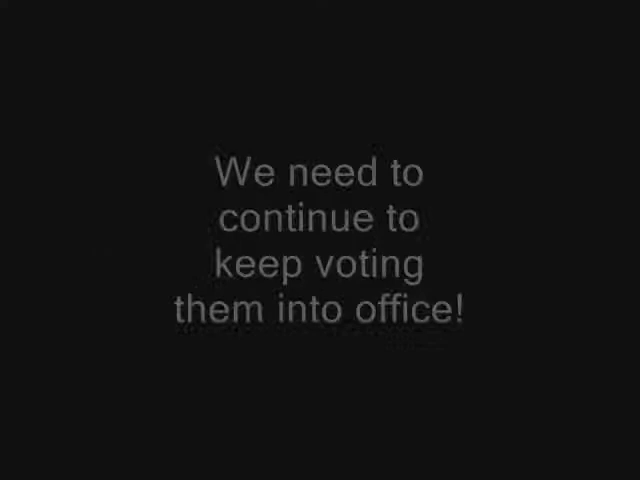 We need to
continue to
keep voting
them into office!